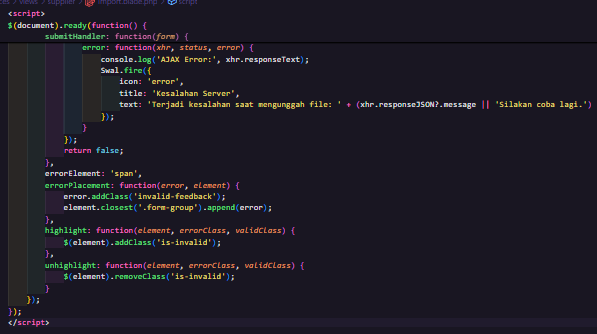 views > supplier > import.blade.php > script
<script>
$(document).ready(function() {
submitHandler: function(form) {
error: function(xhr, status, error) {
console.log('AJAX Error:', xhr.responseText);
Swal.fire({
icon: 'error',
title: 'Kesalahan Server',
text: 'Terjadi kesalahan saat mengunggah file: ' + (xhr.responseJSON?.message || 'Silakan coba lagi.')
});
}
});
return false;
},
errorElement: 'span',
errorPlacement: function(error, element) {
error.addClass('invalid-feedback');
element.closest('.form-group').append(error);
},
highlight: function(element, errorClass, validClass) {
$(element).addClass('is-invalid');
},
unhighlight: function(element, errorClass, validClass) {
$(element).removeClass('is-invalid');
}
});
});
</script>